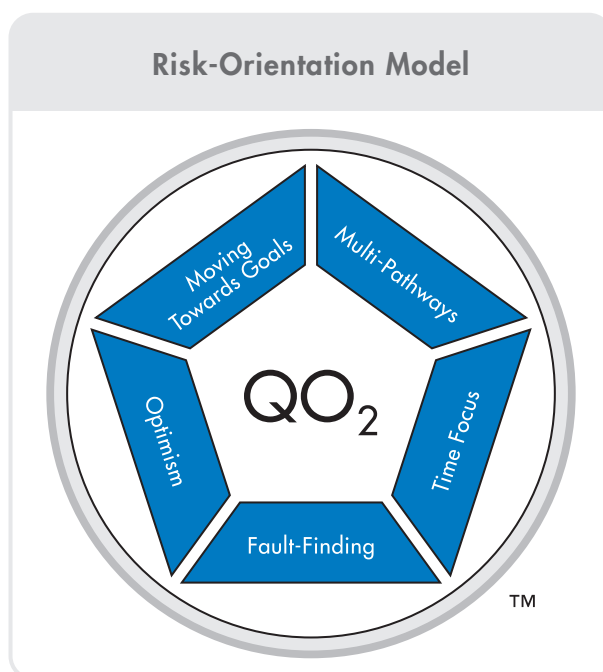 Risk-Orientation Model
Moving
Towards Goals
Multi-Pathways
Optimism
QO₂
Time Focus
Fault-Finding
TM